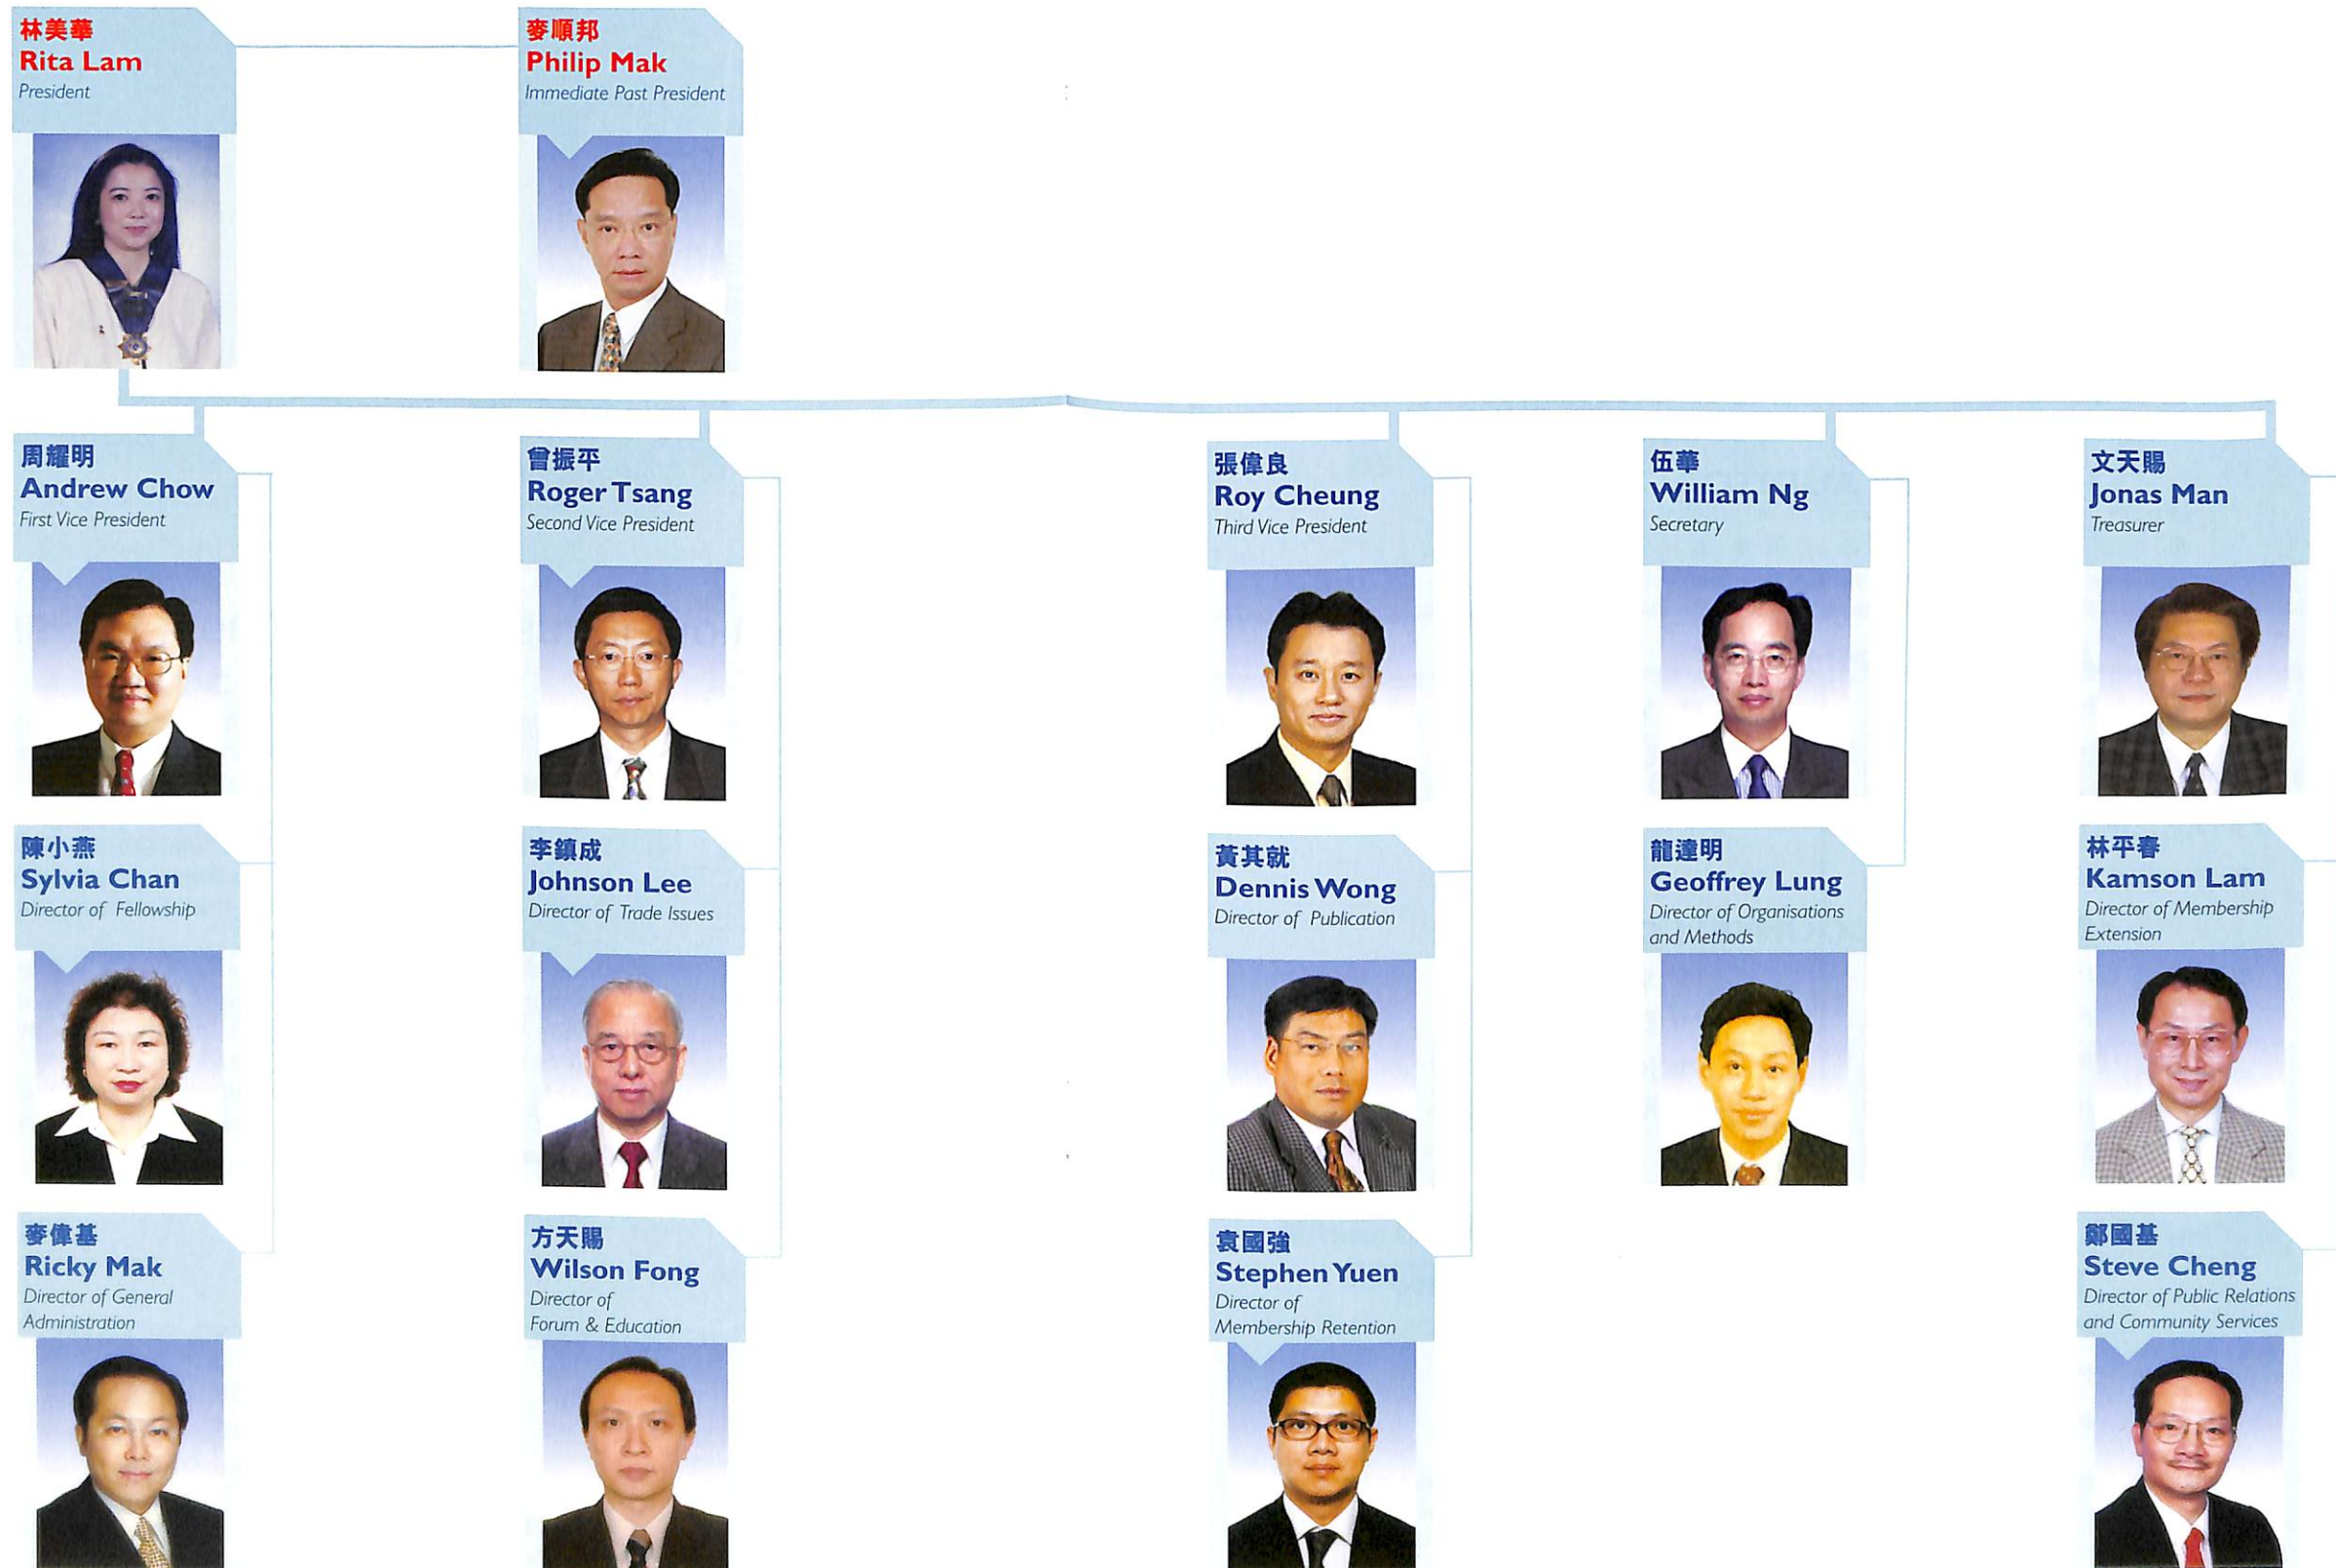 林美華
Rita Lam
President
麥順邦
Philip Mak
Immediate Past President
周耀明
Andrew Chow
First Vice President
曾振平
Roger Tsang
Second Vice President
張偉良
Roy Cheung
Third Vice President
伍華
William Ng
Secretary
文天賜
Jonas Man
Treasurer
陳小燕
Sylvia Chan
Director of Fellowship
李鎮成
Johnson Lee
Director of Trade Issues
黃其就
Dennis Wong
Director of Publication
龍達明
Geoffrey Lung
Director of Organisations
and Methods
林平春
Kamson Lam
Director of Membership
Extension
麥偉基
Ricky Mak
Director of General
Administration
方天賜
Wilson Fong
Director of
Forum & Education
袁國強
Stephen Yuen
Director of
Membership Retention
鄭國基
Steve Cheng
Director of Public Relations
and Community Services